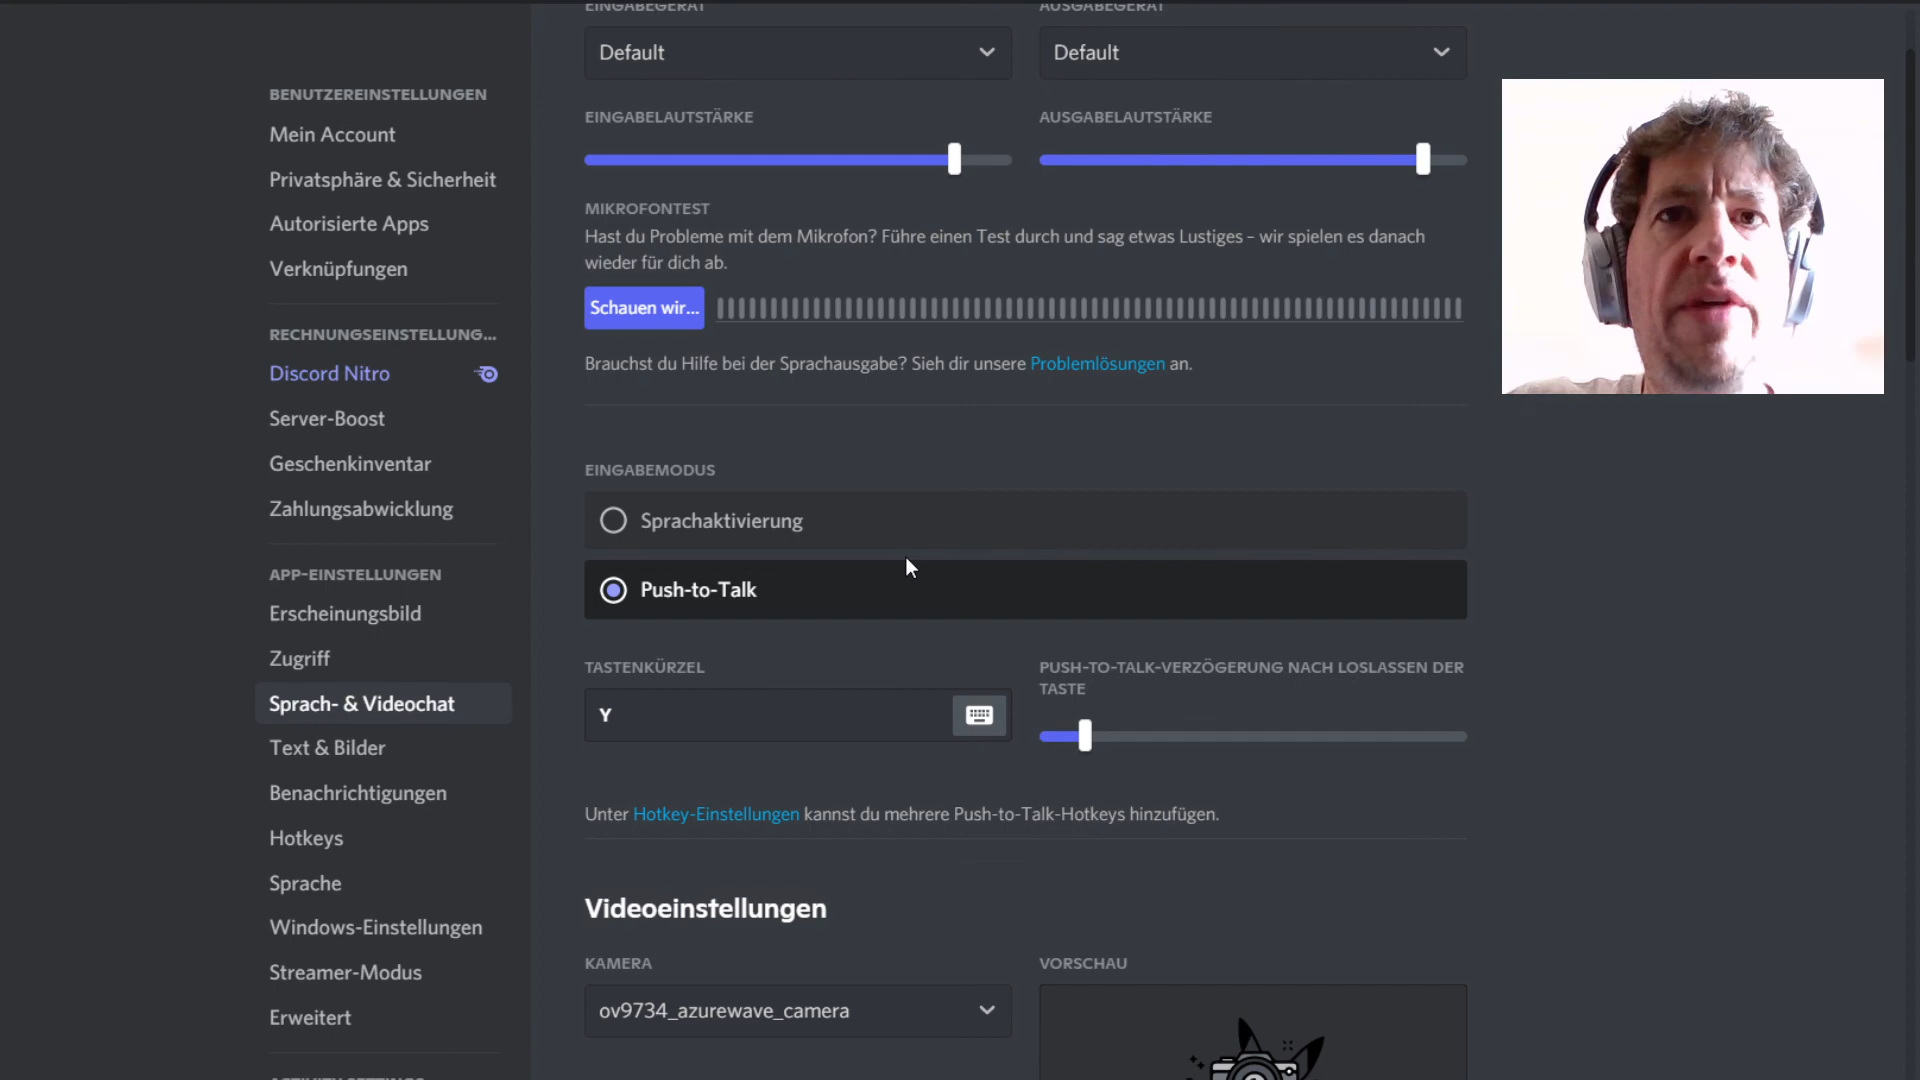 EINGABEGERÄT
AUSGABEGERÄT
Default
Default
BENUTZEREINSTELLUNGEN
Mein Account
Privatsphäre & Sicherheit
Autorisierte Apps
Verknüpfungen
RECHNUNGSEINSTELLUNG...
Discord Nitro
Server-Boost
Geschenkinventar
Zahlungsabwicklung
APP-EINSTELLUNGEN
Erscheinungsbild
Zugriff
Sprach- & Videochat
Text & Bilder
Benachrichtigungen
Hotkeys
Sprache
Windows-Einstellungen
Streamer-Modus
Erweitert
ACTIVITY SETTINGS
EINGABELAUTSTÄRKE
AUSGABELAUTSTÄRKE
MIKROFONTEST
Hast du Probleme mit dem Mikrofon? Führe einen Test durch und sag etwas Lustiges – wir spielen es danach
wieder für dich ab.
Schauen wir...
Brauchst du Hilfe bei der Sprachausgabe? Sieh dir unsere Problemlösungen an.
EINGABEMODUS
Sprachaktivierung
Push-to-Talk
TASTENKÜRZEL
Y
PUSH-TO-TALK-VERZÖGERUNG NACH LOSLASSEN DER
TASTE
Unter Hotkey-Einstellungen kannst du mehrere Push-to-Talk-Hotkeys hinzufügen.
Videoeinstellungen
KAMERA
ov9734_azurewave_camera
VORSCHAU